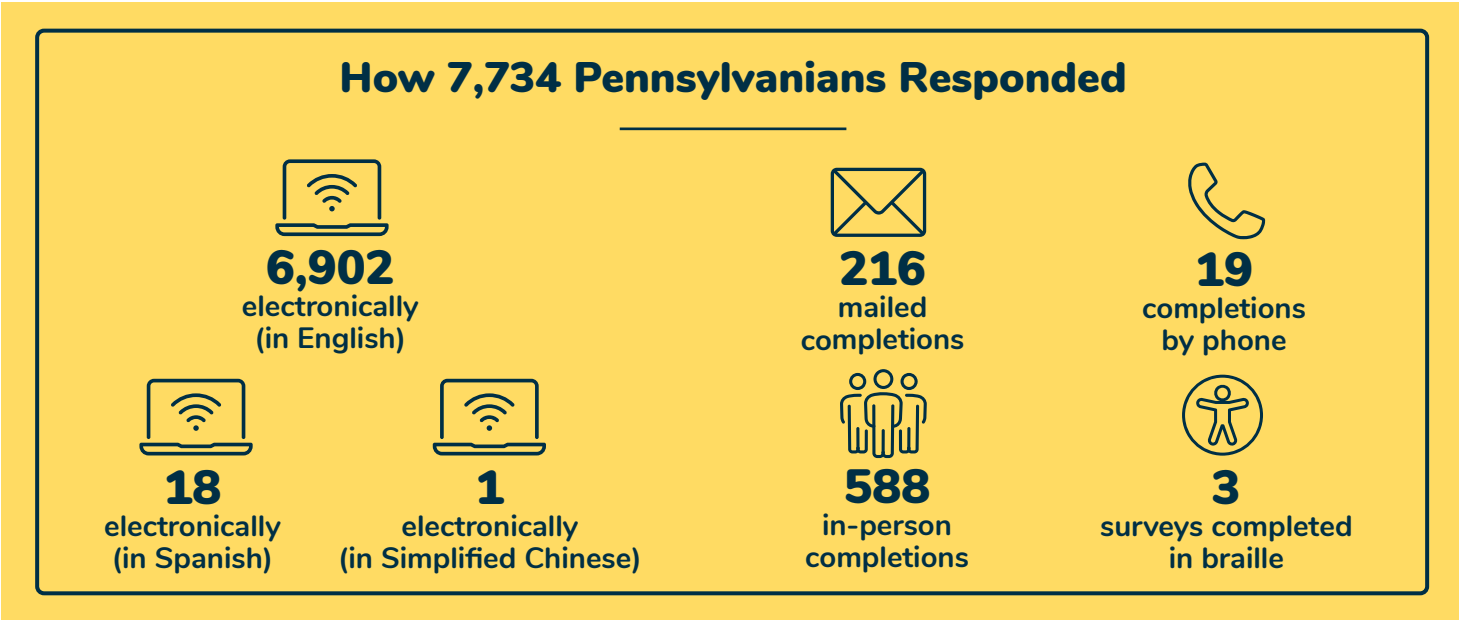 How 7,734 Pennsylvanians Responded
6,902
electronically
(in English)
216
mailed
completions
19
completions
by phone
18
electronically
(in Spanish)
1
electronically
(in Simplified Chinese)
588
in-person
completions
3
surveys completed
in braille